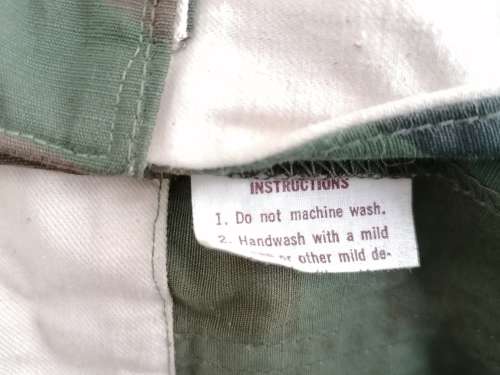 INSTRUCTIONS
1. Do not machine wash.
2. Handwash with a mild
or other mild de-